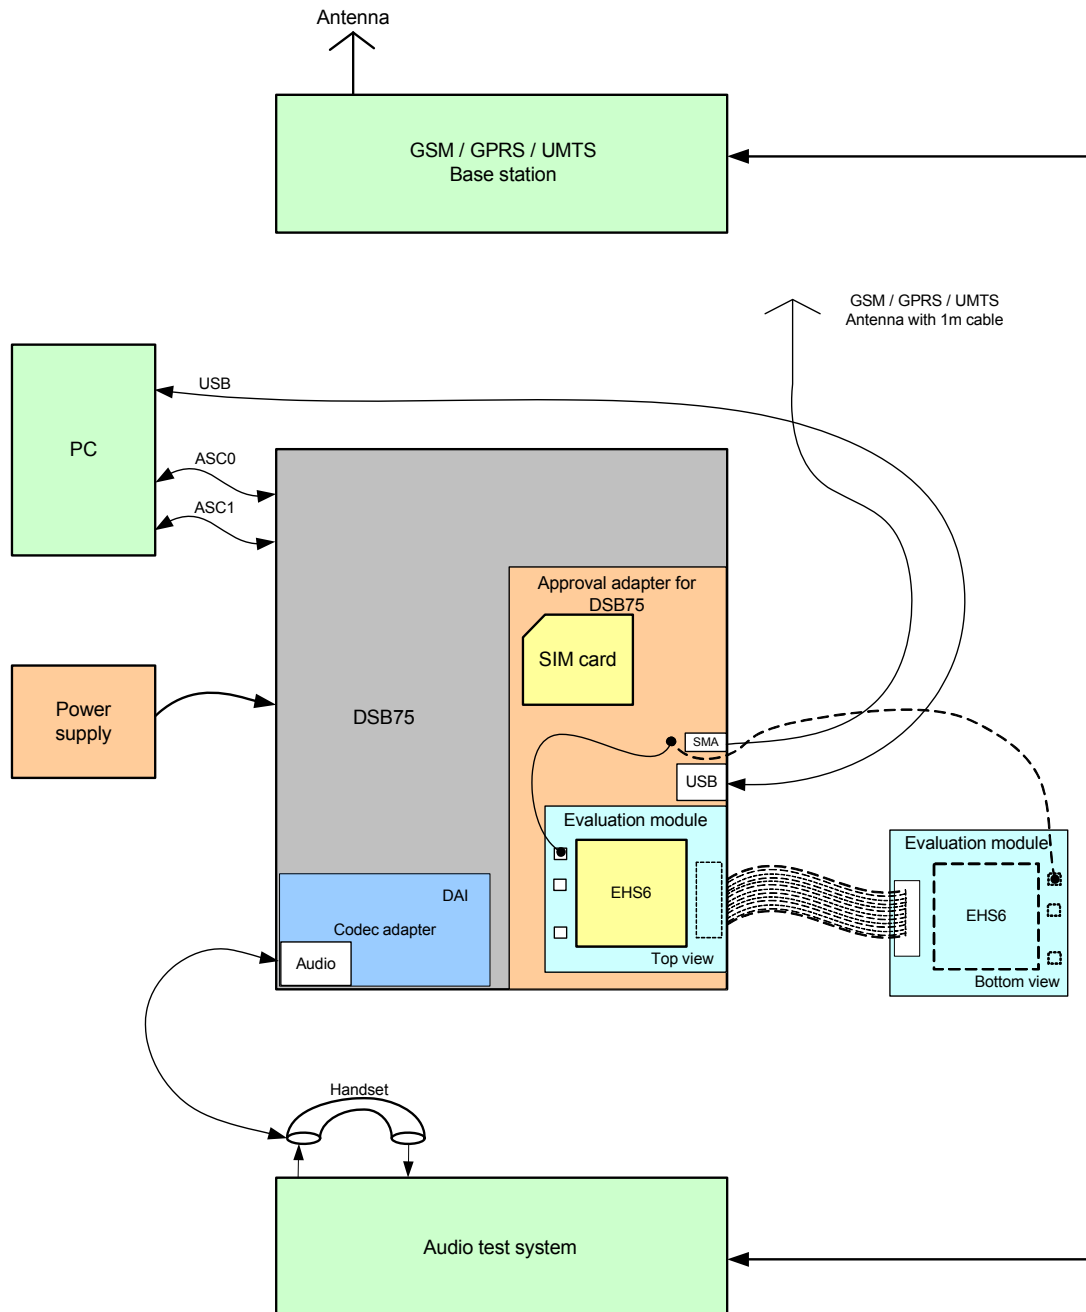 Antenna
GSM / GPRS / UMTS
Base station
GSM / GPRS / UMTS
Antenna with 1m cable
USB
PC
ASC0
ASC1
Approval adapter for
DSB75
SIM card
Power
supply
DSB75
SMA
USB
Evaluation module
EHS6
Top view
Evaluation module
EHS6
Bottom view
DAI
Codec adapter
Audio
Handset
Audio test system